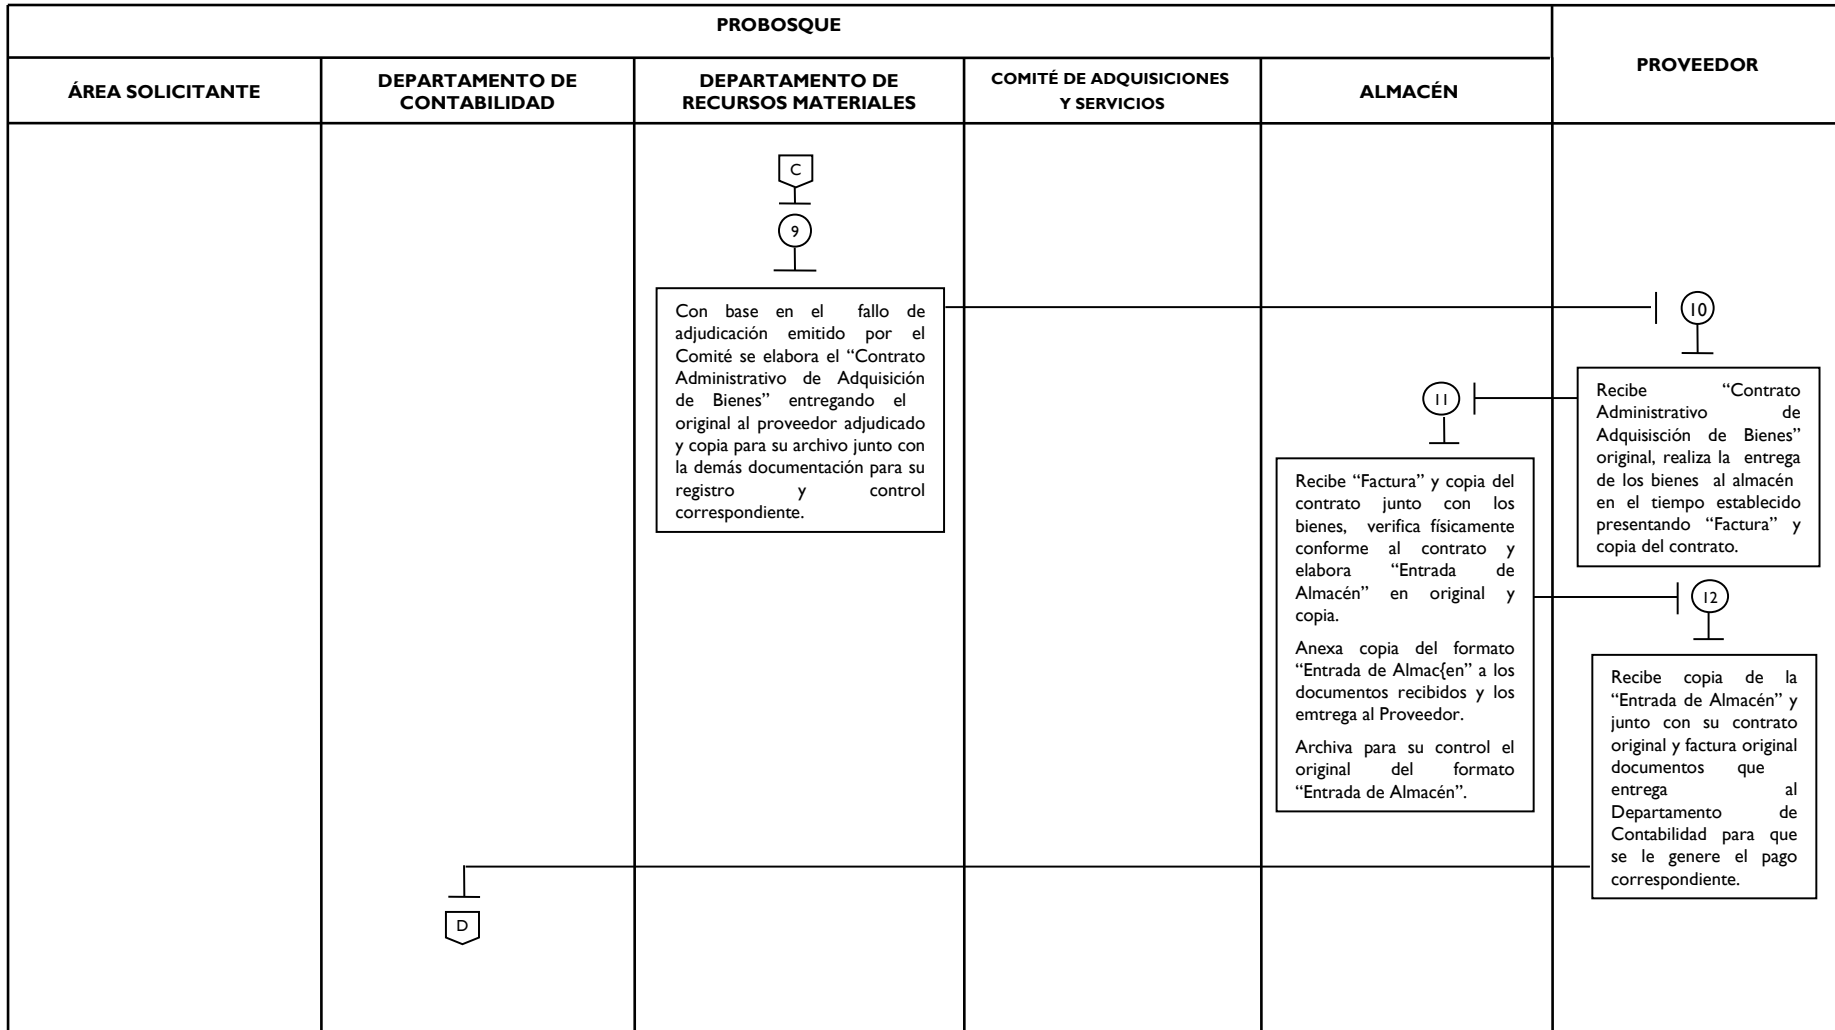 PROBOSQUE
PROVEEDOR
ÁREA SOLICITANTE
DEPARTAMENTO DE
CONTABILIDAD
DEPARTAMENTO DE
RECURSOS MATERIALES
COMITÉ DE ADQUISICIONES
Y SERVICIOS
ALMACÉN
C
9
Con base en el fallo de
adjudicación emitido por el
Comité se elabora el “Contrato
Administrativo de Adquisición
de Bienes” entregando el
original al proveedor adjudicado
y copia para su archivo junto con
la demás documentación para su
registro y control
correspondiente.
10
Recibe “Contrato
Administrativo de
Adquisisción de Bienes”
original, realiza la entrega
de los bienes al almacén
en el tiempo establecido
presentando “Factura” y
copia del contrato.
11
Recibe “Factura” y copia del
contrato junto con los
bienes, verifica físicamente
conforme al contrato y
elabora “Entrada de
Almacén” en original y
copia.
Anexa copia del formato
“Entrada de Almac{en” a los
documentos recibidos y los
emtrega al Proveedor.
Archiva para su control el
original del formato
“Entrada de Almacén”.
12
Recibe copia de la
“Entrada de Almacén” y
junto con su contrato
original y factura original
documentos que
entrega al
Departamento de
Contabilidad para que
se le genere el pago
correspondiente.
D